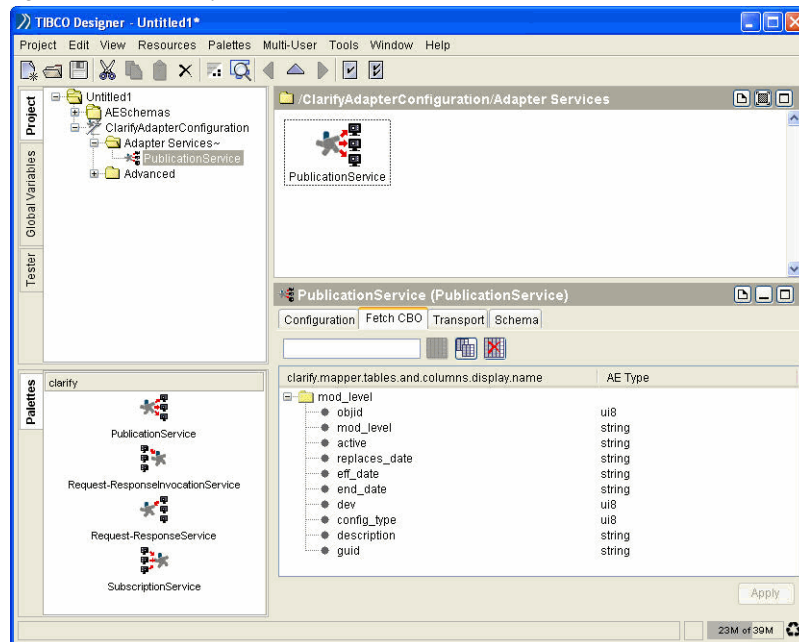 TIBCO Designer - Untitled1*
Project Edit View Resources Palettes Multi-User Tools Window Help
Project
Global Variables
Tester
Untitled1
AESchemas
ClarifyAdapterConfiguration
Adapter Services~
PublicationService
Advanced
/ClarifyAdapterConfiguration/Adapter Services
PublicationService
PublicationService (PublicationService)
Configuration Fetch CBO Transport Schema
clarify.mapper.tables.and.columns.display.name AE Type
mod_level
objid ui8
mod_level string
active string
replaces_date string
eff_date string
end_date string
dev ui8
config_type ui8
description string
guid string
Apply
Palettes
clarify
PublicationService
Request-ResponseInvocationService
Request-ResponseService
SubscriptionService
23M of 39M